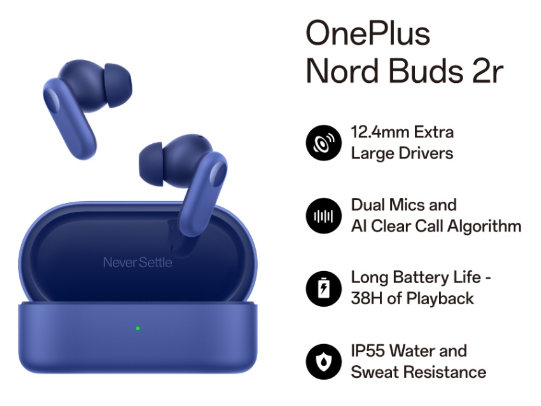 OnePlus
Nord Buds 2r
12.4mm Extra
Large Drivers
Dual Mics and
AI Clear Call Algorithm
Never Settle
Long Battery Life -
38H of Playback
IP55 Water and
Sweat Resistance